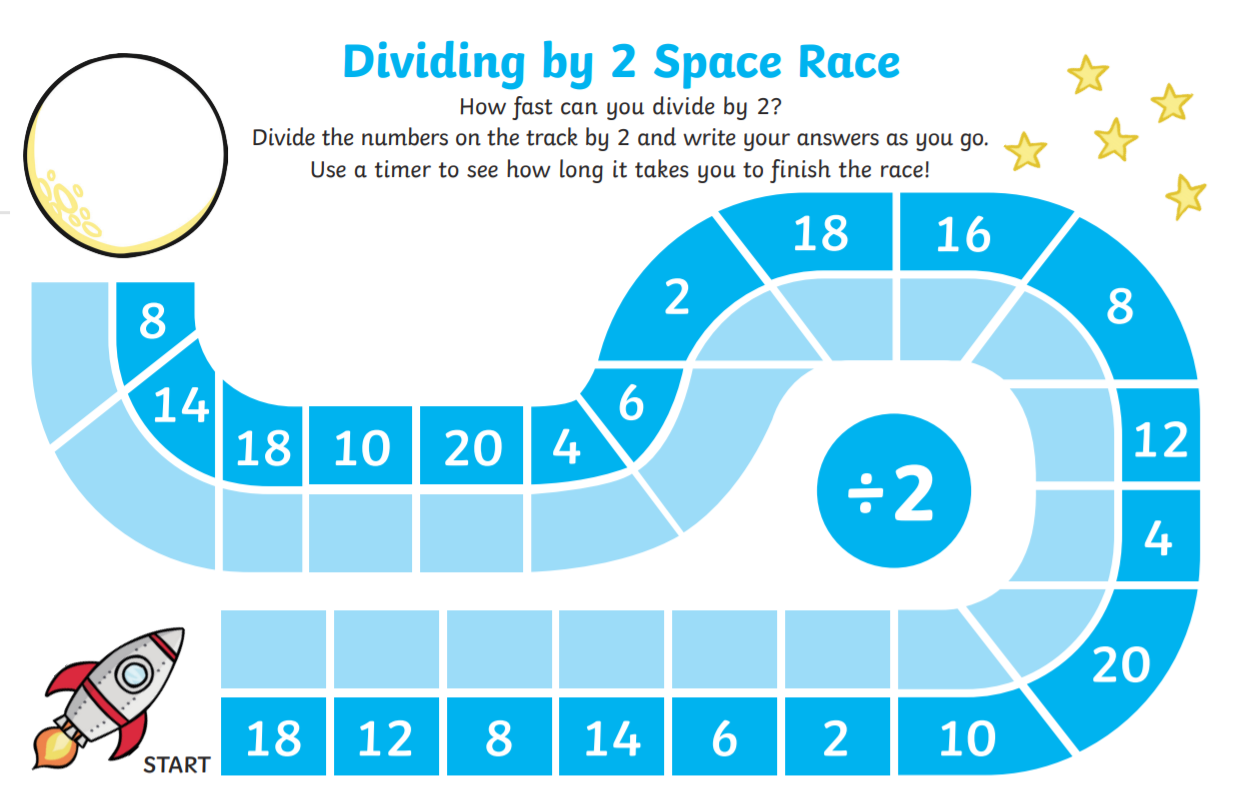 Dividing by 2 Space Race
How fast can you divide by 2?
Divide the numbers on the track by 2 and write your answers as you go.
Use a timer to see how long it takes you to finish the race!
18 16
2 8
8
14 18 10 20 4 6 12
÷2
4
20
START 18 12 8 14 6 2 10